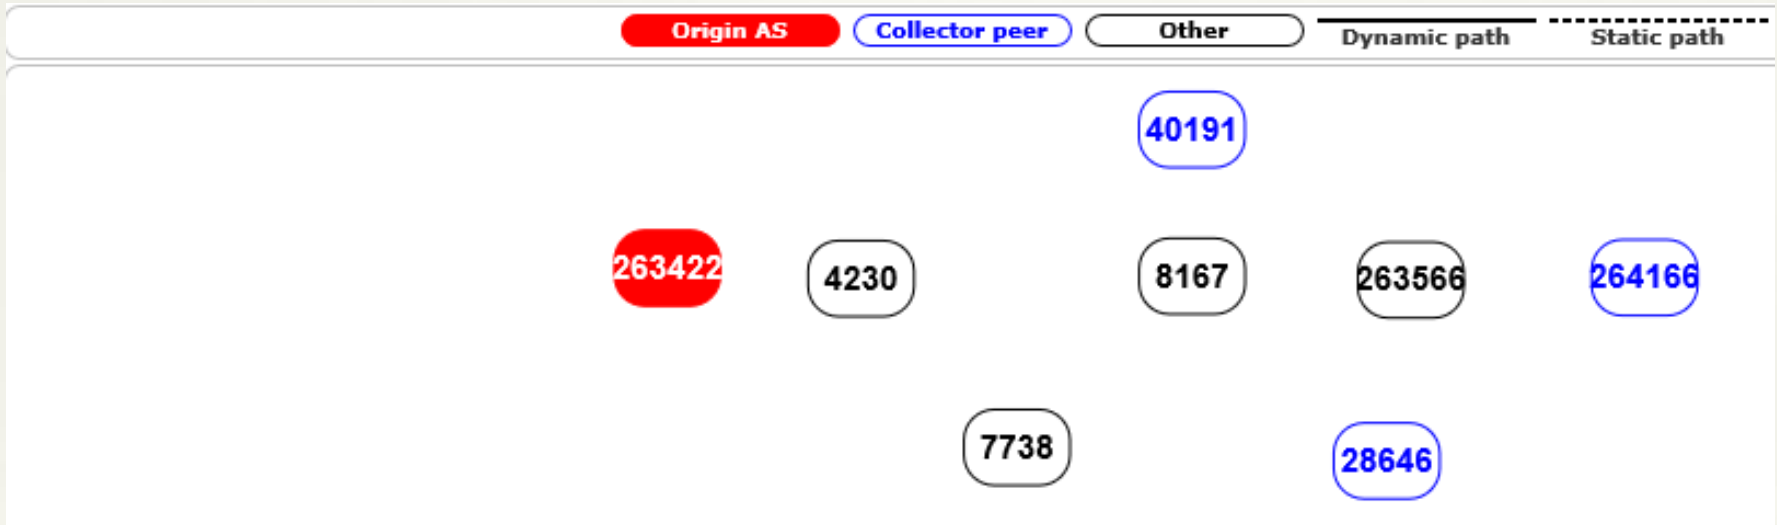 Origin AS Collector peer Other Dynamic path Static path
40191
263422 4230 8167 263566 264166
7738 28646